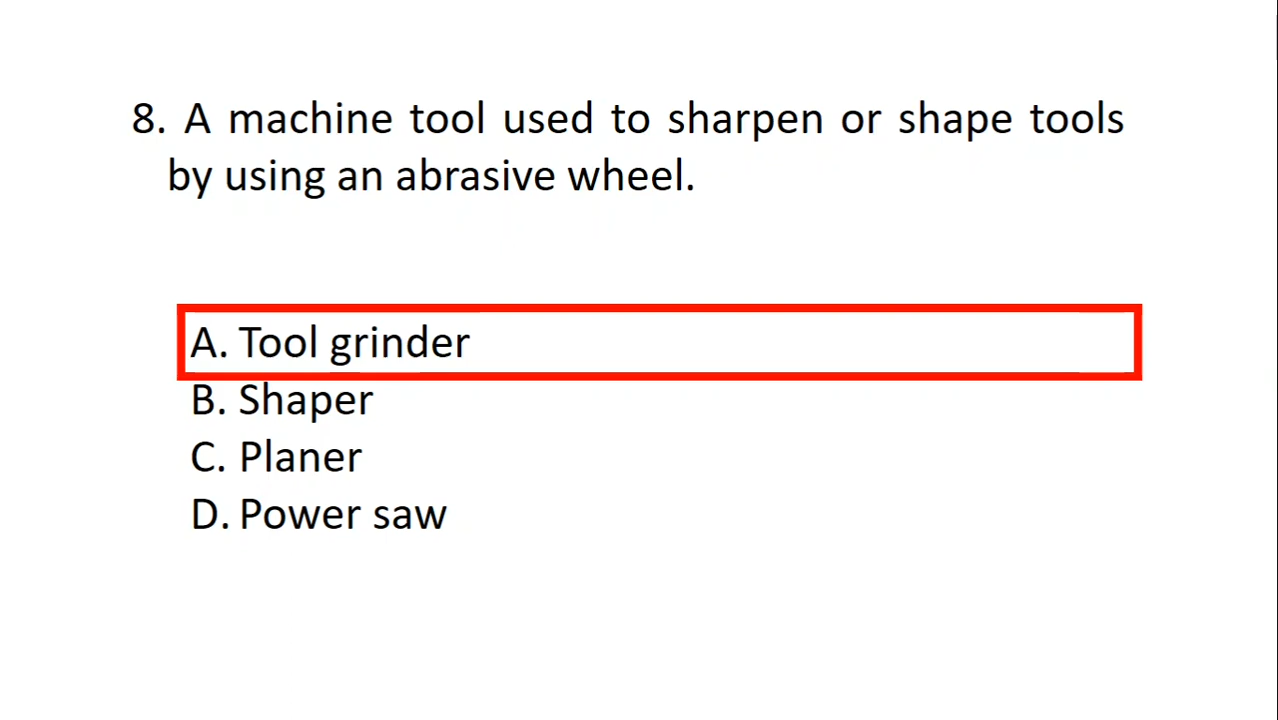 8. A machine tool used to sharpen or shape tools
by using an abrasive wheel.
A. Tool grinder
B. Shaper
C. Planer
D. Power saw